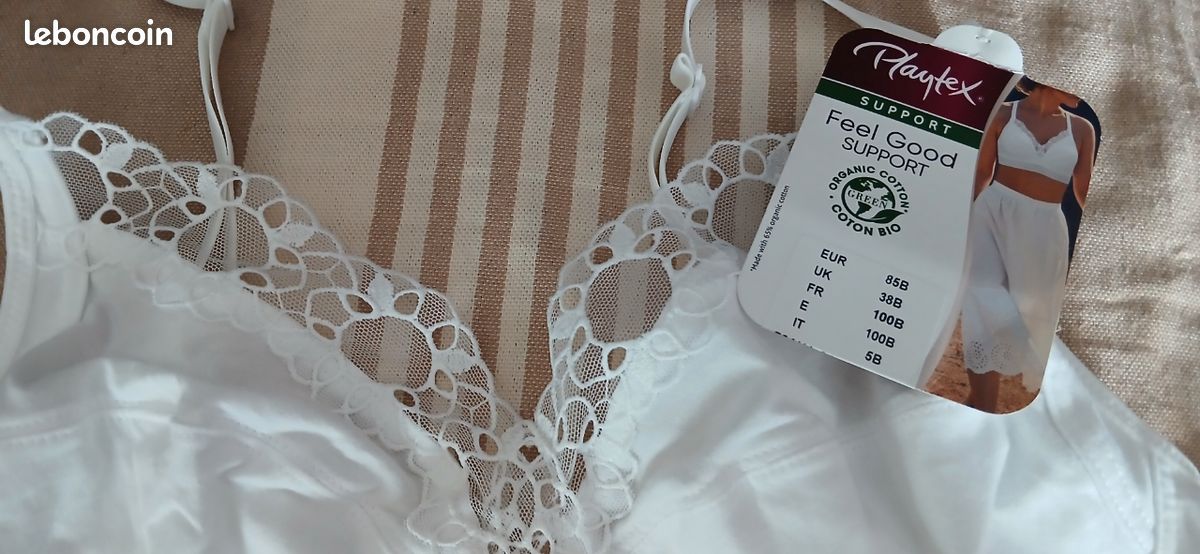 leboncoin
Playtex
SUPPORT
Feel Good
SUPPORT
ORGANIC COTTON
GREEN
COTON BIO
*Made with 65% organic cotton
EUR 85B
UK 38B
FR 100B
E 100B
IT 5B